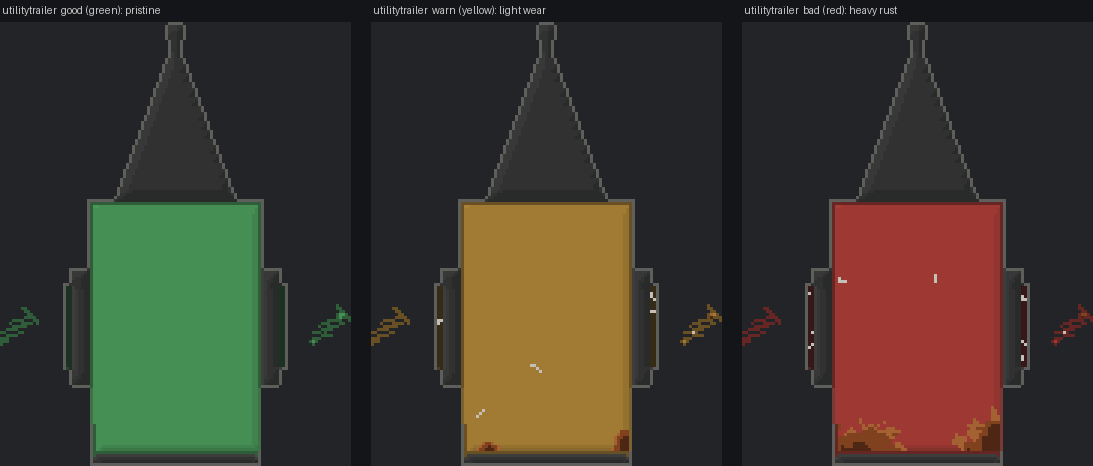 utilitytrailer good (green): pristine
utilitytrailer warn (yellow): light wear
utilitytrailer bad (red): heavy rust